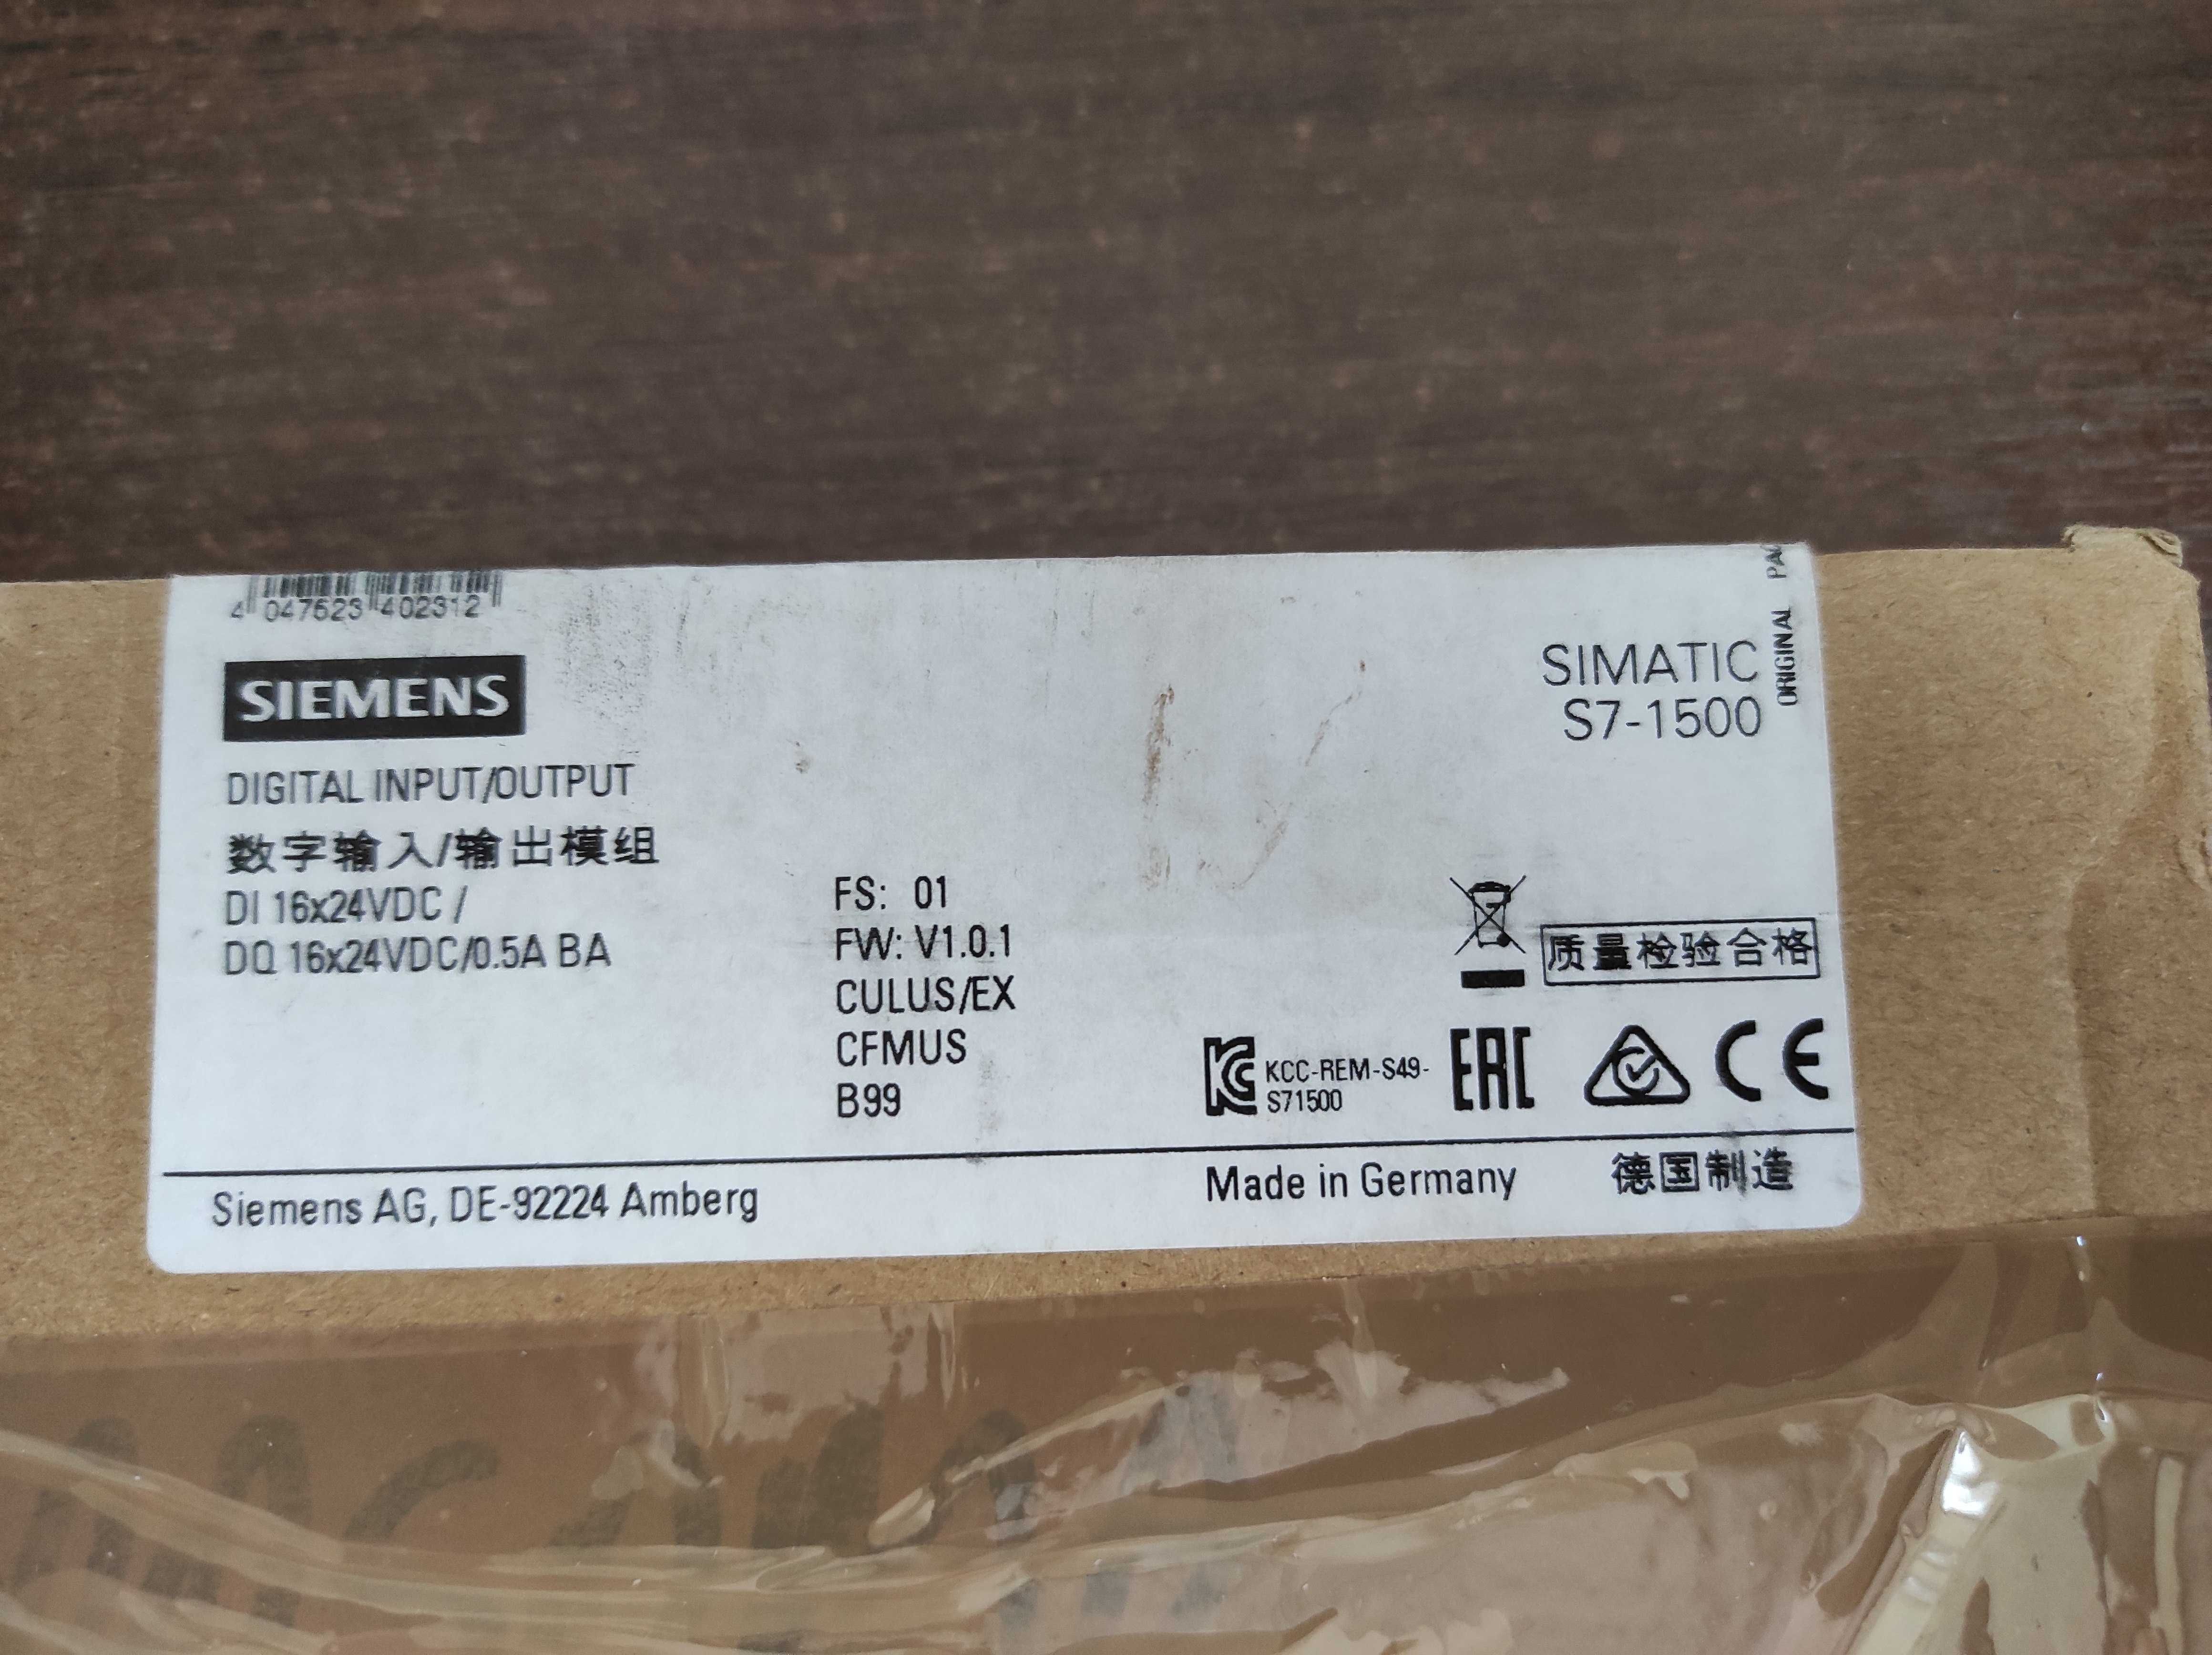 4 047623 402312
SIEMENS
SIMATIC
S7-1500
ORIGINAL
DIGITAL INPUT/OUTPUT
数字输入/输出模组
DI 16x24VDC /
DQ 16x24VDC/0.5A BA
FS: 01
FW: V1.0.1
CULUS/EX
CFMUS
B99
质量检验合格
KCC-REM-S49-
S71500
EAC
CE
Siemens AG, DE-92224 Amberg
Made in Germany 德国制造